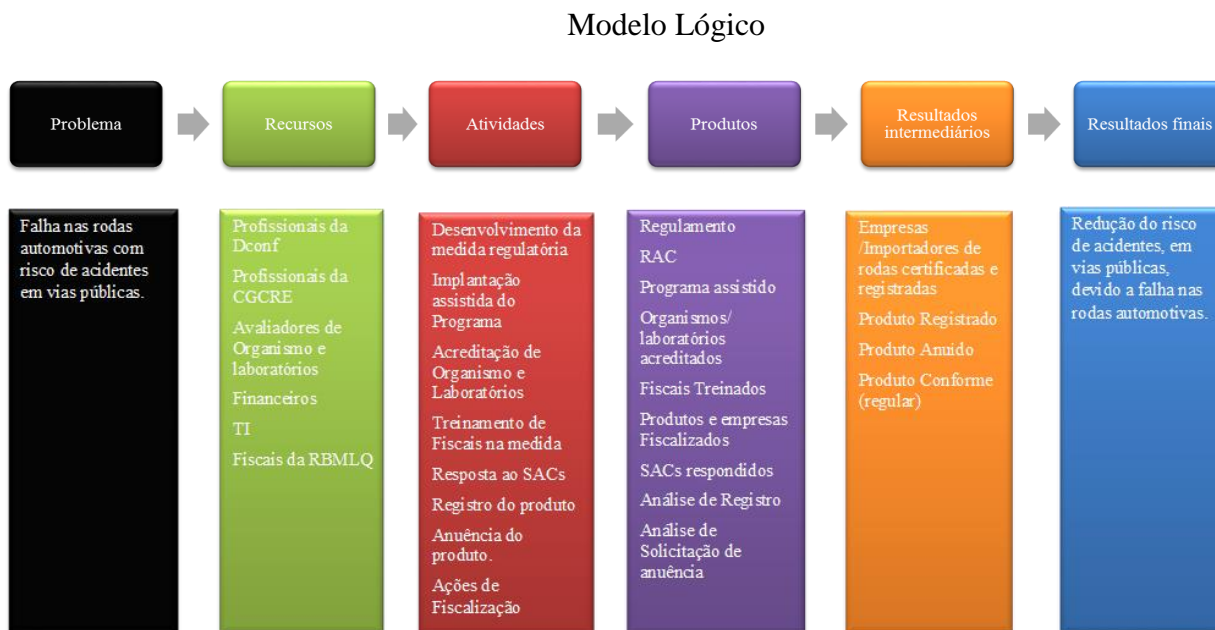 Modelo Lógico
Problema
Recursos
Atividades
Produtos
Resultados
intermediários
Resultados finais
Falha nas rodas
automotivas com
risco de acidentes
em vias públicas.
Profissionais da
Dconf
Profissionais da
CGCRE
Avaliadores de
Organismo e
laboratórios
Financeiros
TI
Fiscais da RBMLQ
Desenvolvimento da
medida regulatória
Implantação
assistida do
Programa
Acreditação de
Organismo e
Laboratórios
Treinamento de
Fiscais na medida
Resposta ao SACs
Registro do produto
Anuência do
produto.
Ações de
Fiscalização
Regulamento
RAC
Programa assistido
Organismos/
laboratórios
acreditados
Fiscais Treinados
Produtos e empresas
Fiscalizados
SACs respondidos
Análise de Registro
Análise de
Solicitação de
anuência
Empresas
/Importadores de
rodas certificadas e
registradas
Produto Registrado
Produto Anuido
Produto Conforme
(regular)
Redução do risco
de acidentes, em
vias públicas,
devido a falha nas
rodas automotivas.